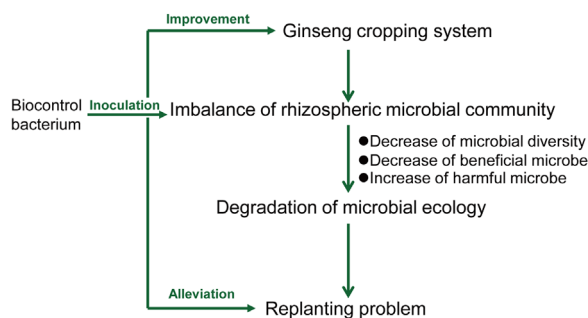 Improvement
Ginseng cropping system
Biocontrol
bacterium
Inoculation
Imbalance of rhizospheric microbial community
●Decrease of microbial diversity
●Decrease of beneficial microbe
●Increase of harmful microbe
Degradation of microbial ecology
Alleviation
Replanting problem